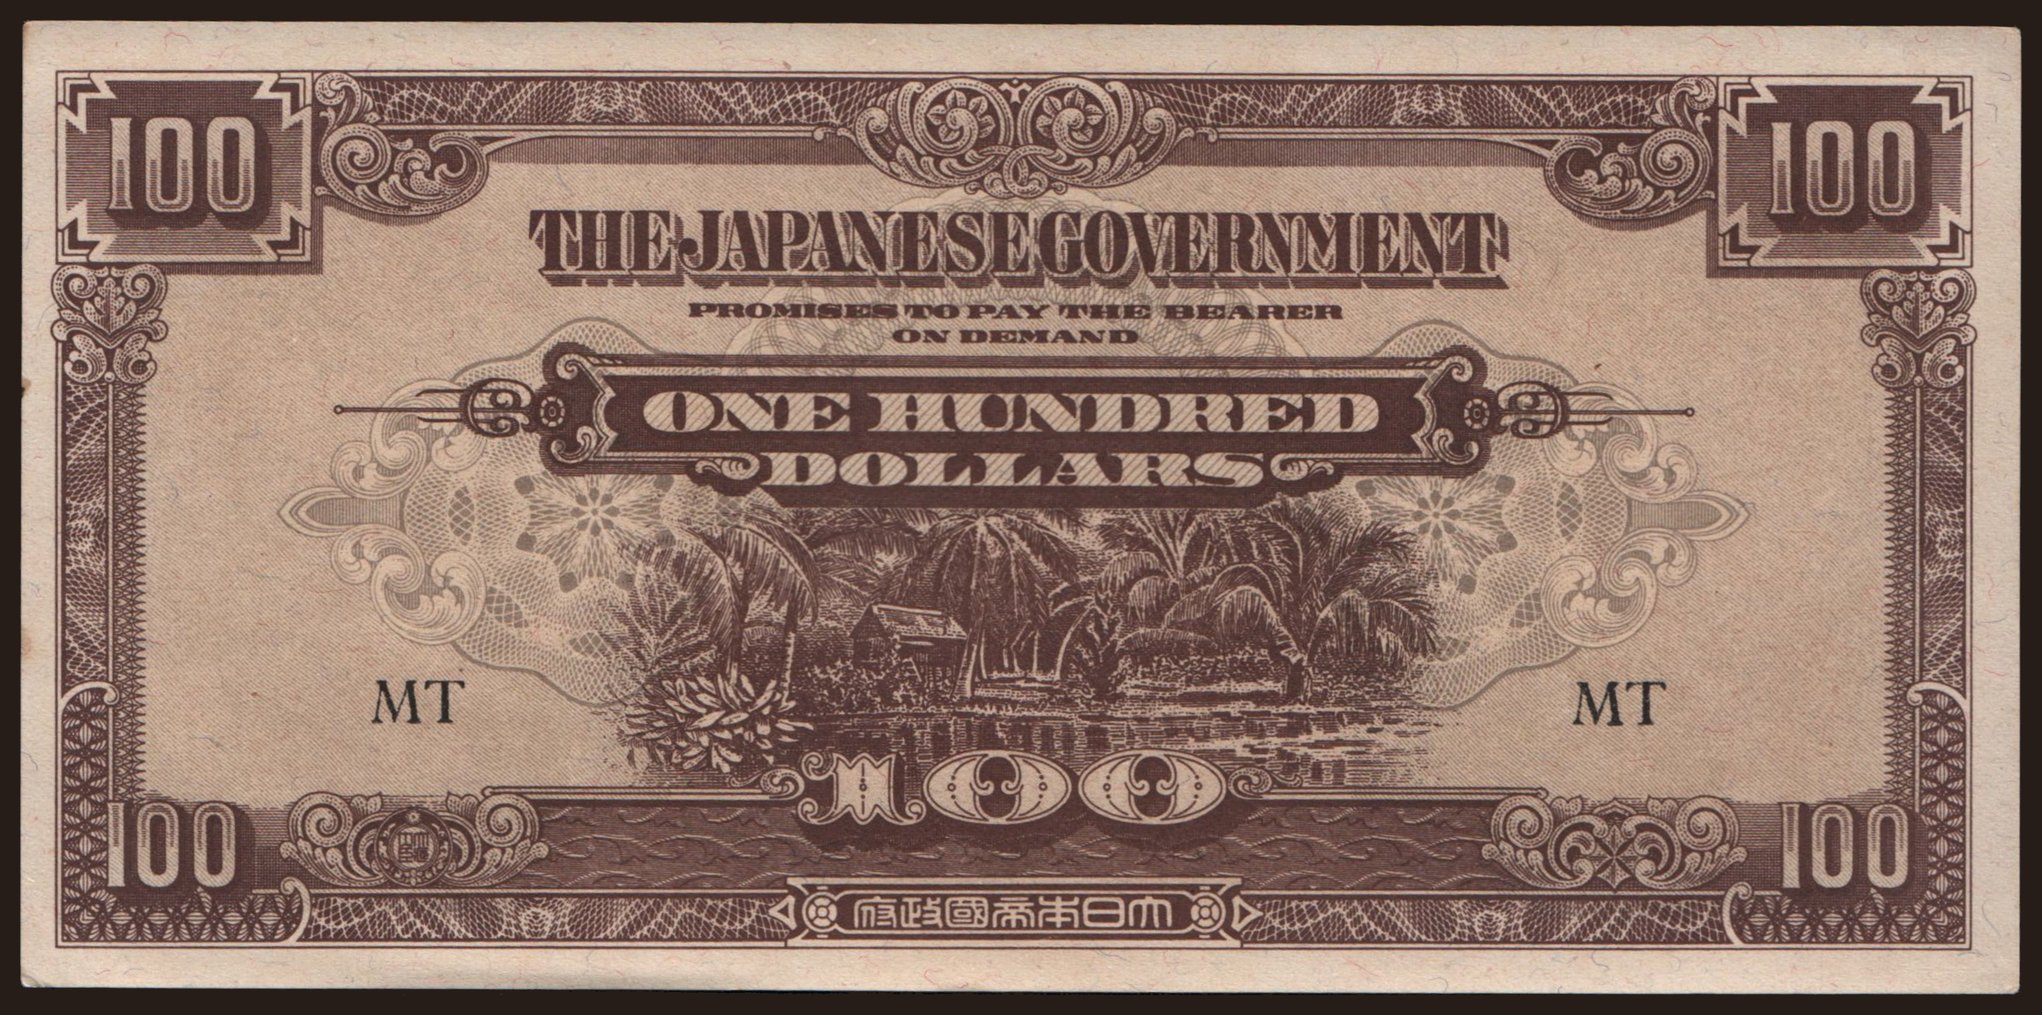 100 100
THE JAPANESE GOVERNMENT
PROMISES TO PAY THE BEARER
ON DEMAND
ONE HUNDRED
DOLLARS
MT MT
100
100 100
府政國帝本日大